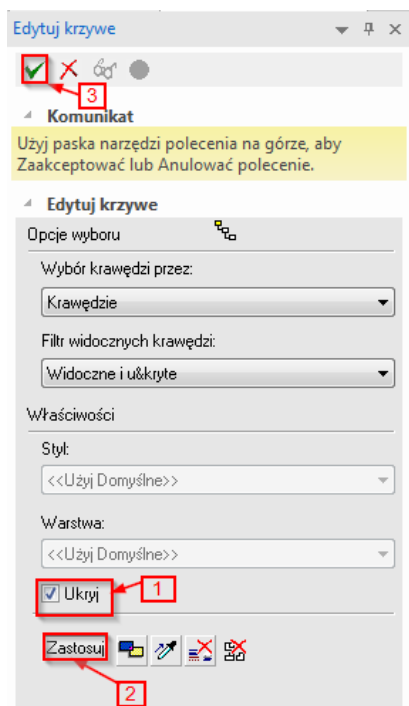 Edytuj krzywe
3
Komunikat
Użyj paska narzędzi polecenia na górze, aby
Zaakceptować lub Anulować polecenie.
Edytuj krzywe
Opcje wyboru
Wybór krawędzi przez:
Krawędzie
Filtr widocznych krawędzi:
Widoczne i u&kryte
Właściwości
Styl:
<<Użyj Domyślne>>
Warstwa:
<<Użyj Domyślne>>
Ukryj 1
Zastosuj
2